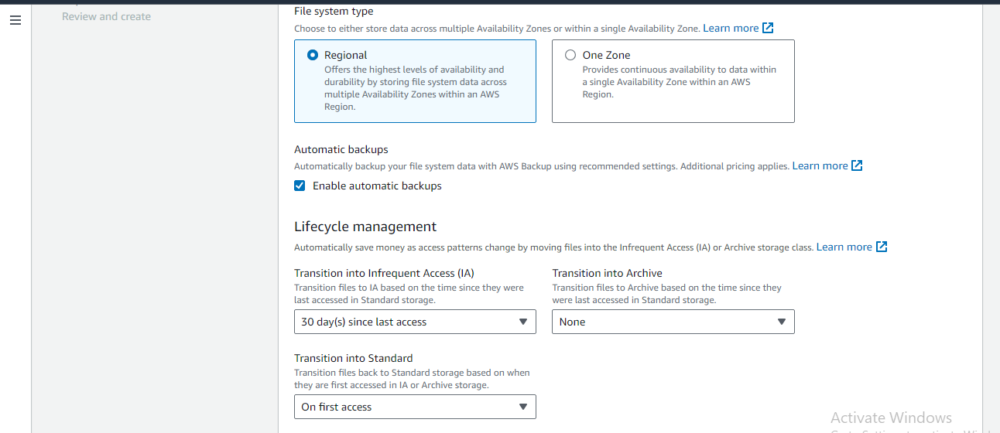 Review and create
File system type
Choose to either store data across multiple Availability Zones or within a single Availability Zone. Learn more
Regional
Offers the highest levels of availability and
durability by storing file system data across
multiple Availability Zones within an AWS
Region.
One Zone
Provides continuous availability to data within
a single Availability Zone within an AWS
Region.
Automatic backups
Automatically backup your file system data with AWS Backup using recommended settings. Additional pricing applies. Learn more
Enable automatic backups
Lifecycle management
Automatically save money as access patterns change by moving files into the Infrequent Access (IA) or Archive storage class. Learn more
Transition into Infrequent Access (IA)
Transition files to IA based on the time since they were
last accessed in Standard storage.
30 day(s) since last access
Transition into Archive
Transition files to Archive based on the time since they
were last accessed in Standard storage.
None
Transition into Standard
Transition files back to Standard storage based on when
they are first accessed in IA or Archive storage.
On first access
Activate Windows